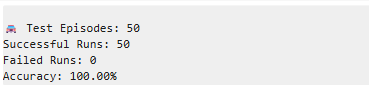 🚖 Test Episodes: 50
Successful Runs: 50
Failed Runs: 0
Accuracy: 100.00%